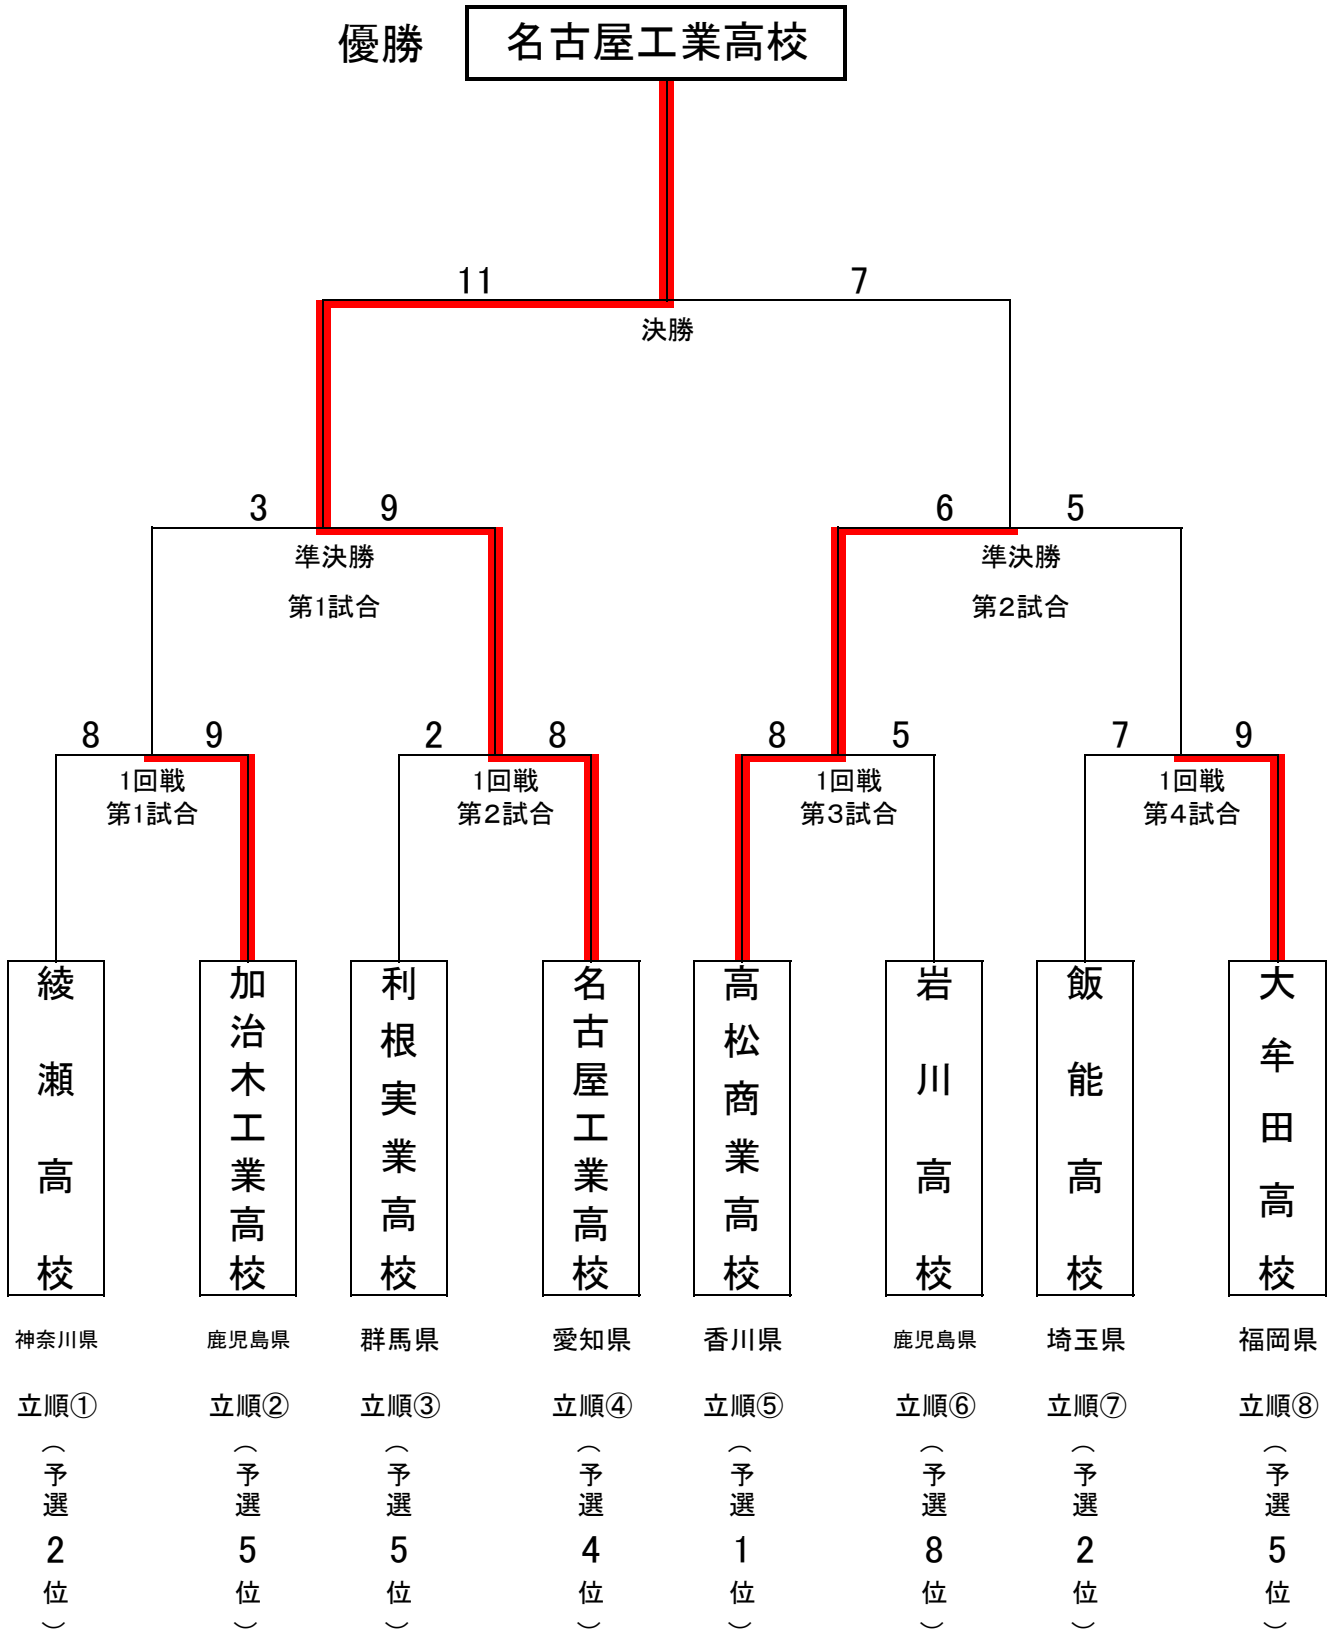 優勝
名古屋工業高校
11
7
決勝
3
9
6
5
準決勝
準決勝
第1試合
第2試合
8
9
2
8
8
5
7
9
1回戦
第1試合
1回戦
第2試合
1回戦
第3試合
1回戦
第4試合
綾瀬高校
加治木工業高校
利根実業高校
名古屋工業高校
高松商業高校
岩川高校
飯能高校
大牟田高校
神奈川県
鹿児島県
群馬県
愛知県
香川県
鹿児島県
埼玉県
福岡県
立順①
立順②
立順③
立順④
立順⑤
立順⑥
立順⑦
立順⑧
（予選2位）
（予選5位）
（予選5位）
（予選4位）
（予選1位）
（予選8位）
（予選2位）
（予選5位）